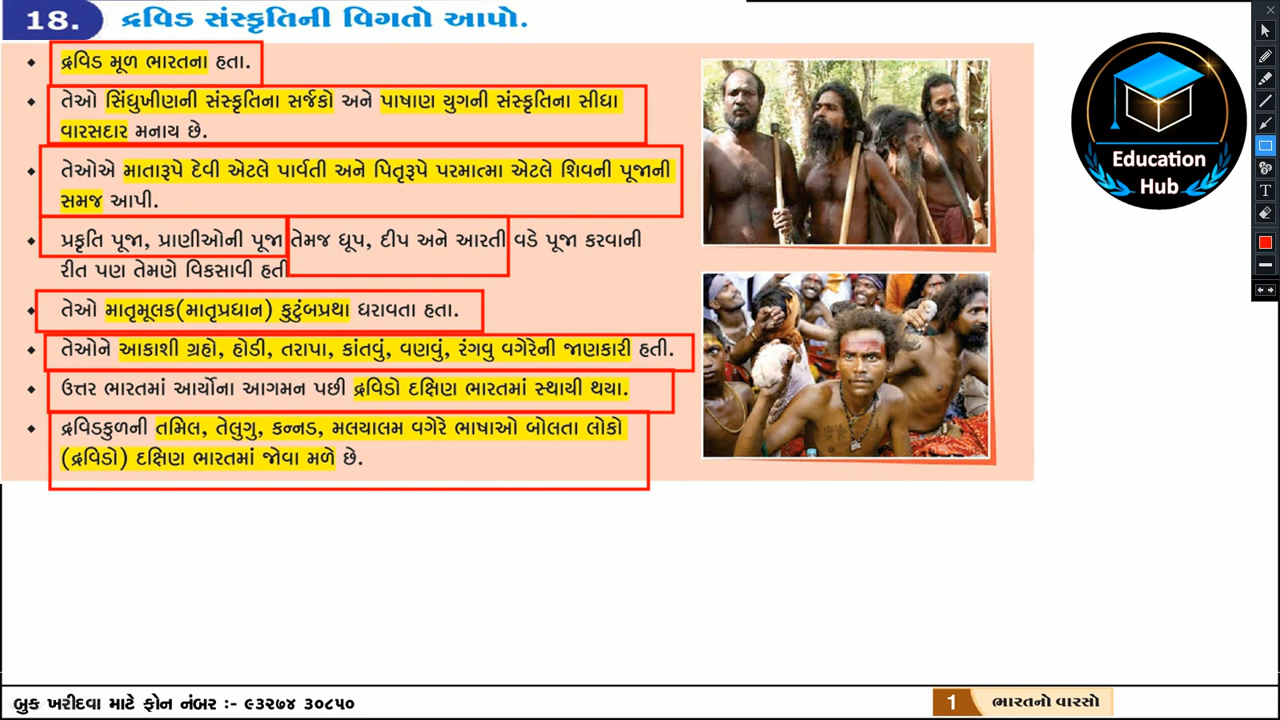 18. દ્રવિડ સંસ્કૃતિની વિગતો આપો.
દ્રવિડ મૂળ ભારતના હતા.
તેઓ સિંધુખીણની સંસ્કૃતિના સર્જકો અને પાષાણ યુગની સંસ્કૃતિના સીધા
વારસદાર મનાય છે.
તેઓએ માતારૂપે દેવી એટલે પાર્વતી અને પિતૃરૂપે પરમાત્મા એટલે શિવની પૂજાની
સમજ આપી.
પ્રકૃતિ પૂજા, પ્રાણીઓની પૂજા તેમજ ધૂપ, દીપ અને આરતી વડે પૂજા કરવાની
રીત પણ તેમણે વિકસાવી હતી
તેઓ માતૃમૂલક(માતૃપ્રધાન) કુટુંબપ્રથા ધરાવતા હતા.
તેઓને આકાશી ગ્રહો, હોડી, તરાપા, કાંતવું, વણવું, રંગવુ વગેરેની જાણકારી હતી.
ઉત્તર ભારતમાં આર્યોના આગમન પછી દ્રવિડો દક્ષિણ ભારતમાં સ્થાયી થયા.
દ્રવિડકુળની તમિલ, તેલુગુ, કન્નડ, મલયાલમ વગેરે ભાષાઓ બોલતા લોકો
(દ્રવિડો) દક્ષિણ ભારતમાં જોવા મળે છે.
Education
Hub
બુક ખરીદવા માટે ફોન નંબર :- ૯૩૨૭૪ ૩૦૮૫૦
1 ભારતનો વારસો